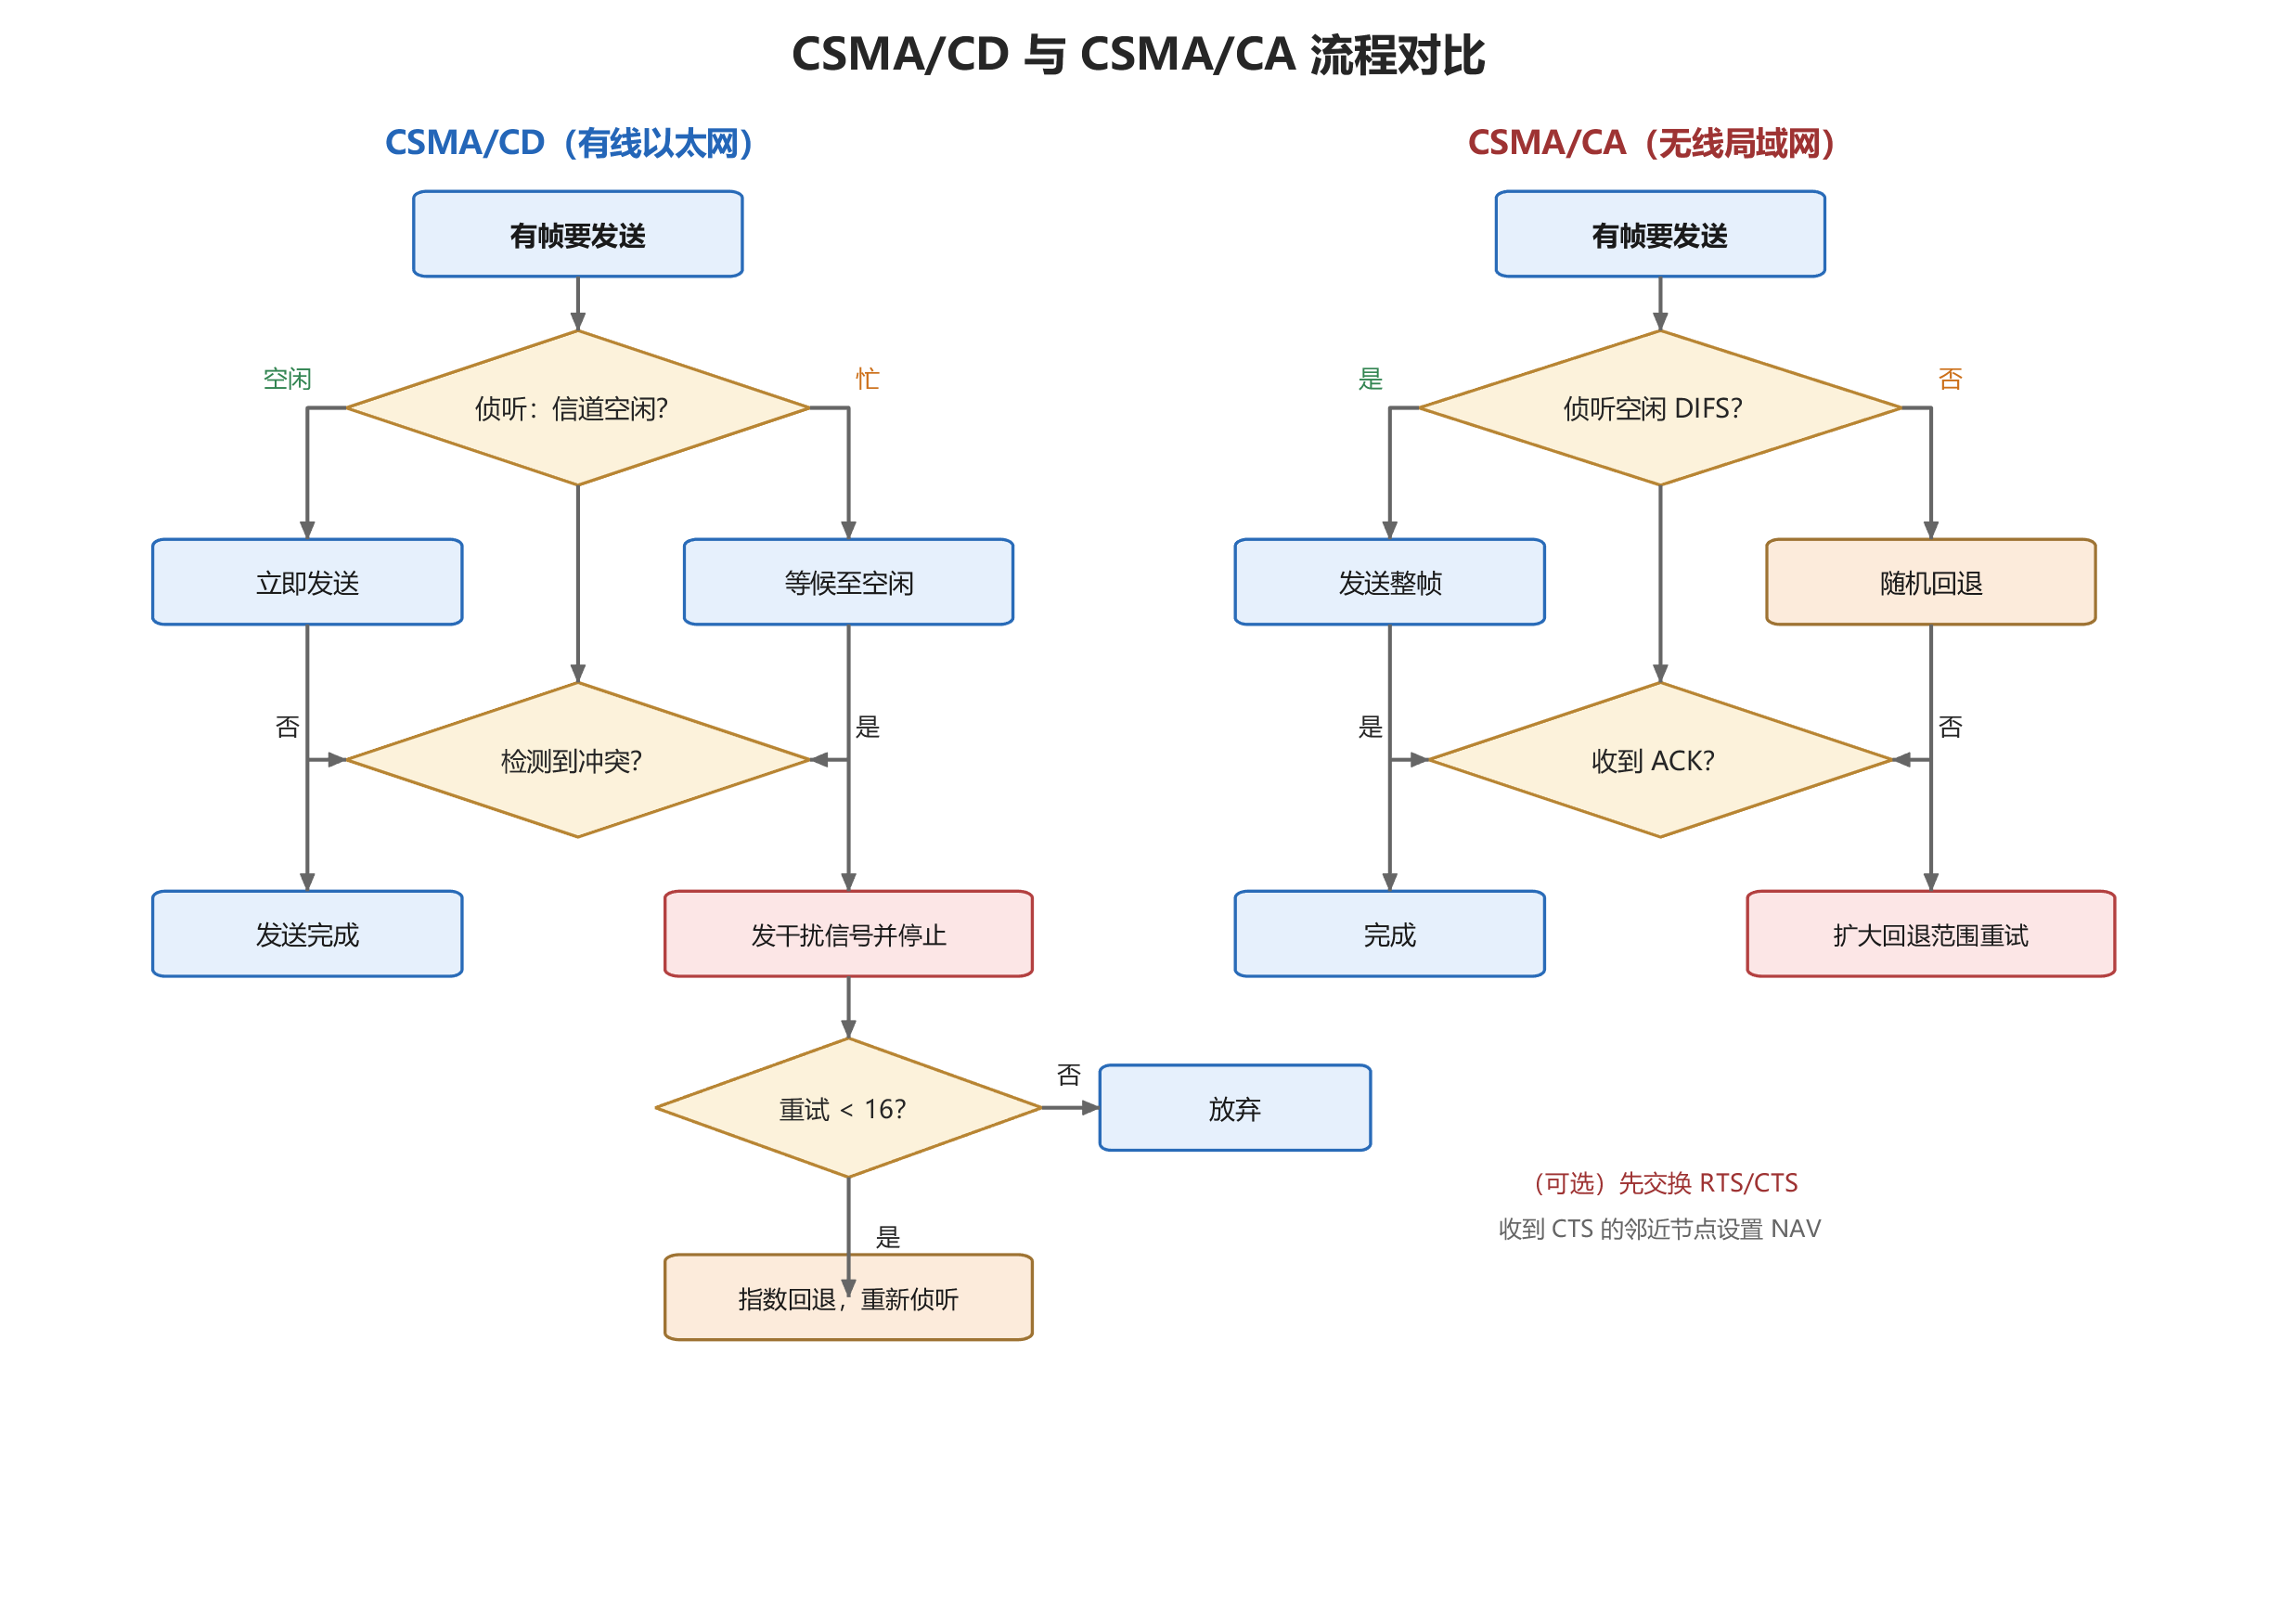 CSMA/CD 与 CSMA/CA 流程对比
CSMA/CD（有线以太网）
有帧要发送
空闲
忙
侦听：信道空闲？
立即发送
等候至空闲
否
是
检测到冲突？
发送完成
发干扰信号并停止
重试 < 16？
否
放弃
是
指数回退，重新侦听
CSMA/CA（无线局域网）
有帧要发送
是
否
侦听空闲 DIFS？
发送整帧
随机回退
是
否
收到 ACK？
完成
扩大回退范围重试
（可选）先交换 RTS/CTS
收到 CTS 的邻近节点设置 NAV